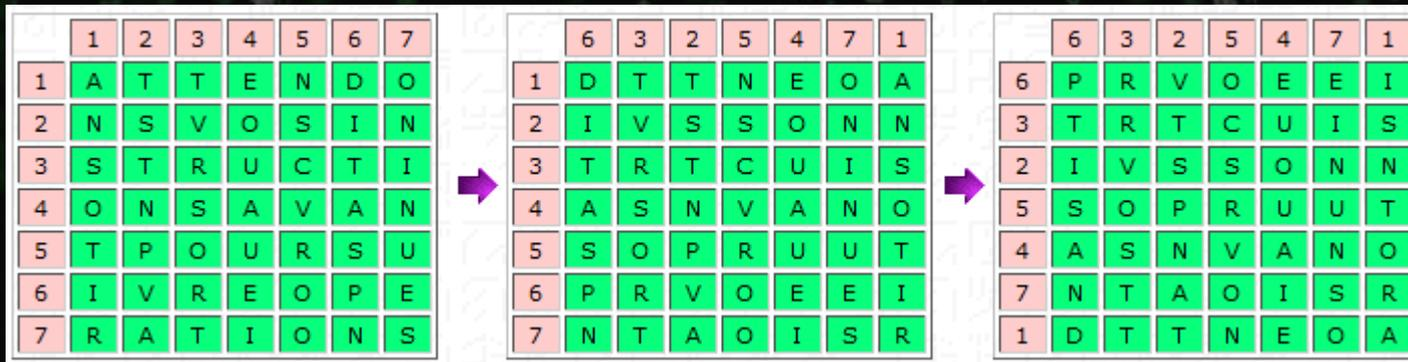 1 2 3 4 5 6 7 6 3 2 5 4 7 1 6 3 2 5 4 7 1
1 A T T E N D O 1 D T T N E O A 6 P R V O E E I
2 N S V O S I N 2 I V S S O N N 3 T R T C U I S
3 S T R U C T I 3 T R T C U I S 2 I V S S O N N
4 O N S A V A N 4 A S N V A N O 5 S O P R U U T
5 T P O U R S U 5 S O P R U U T 4 A S N V A N O
6 I V R E O P E 6 P R V O E E I 7 N T A O I S R
7 R A T I O N S 7 N T A O I S R 1 D T T N E O A